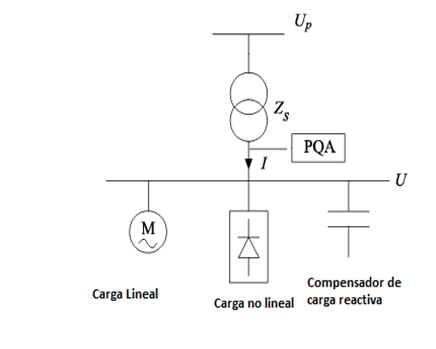 Up
Zs
PQA
I
U
M
Carga Lineal
Carga no lineal
Compensador de
carga reactiva